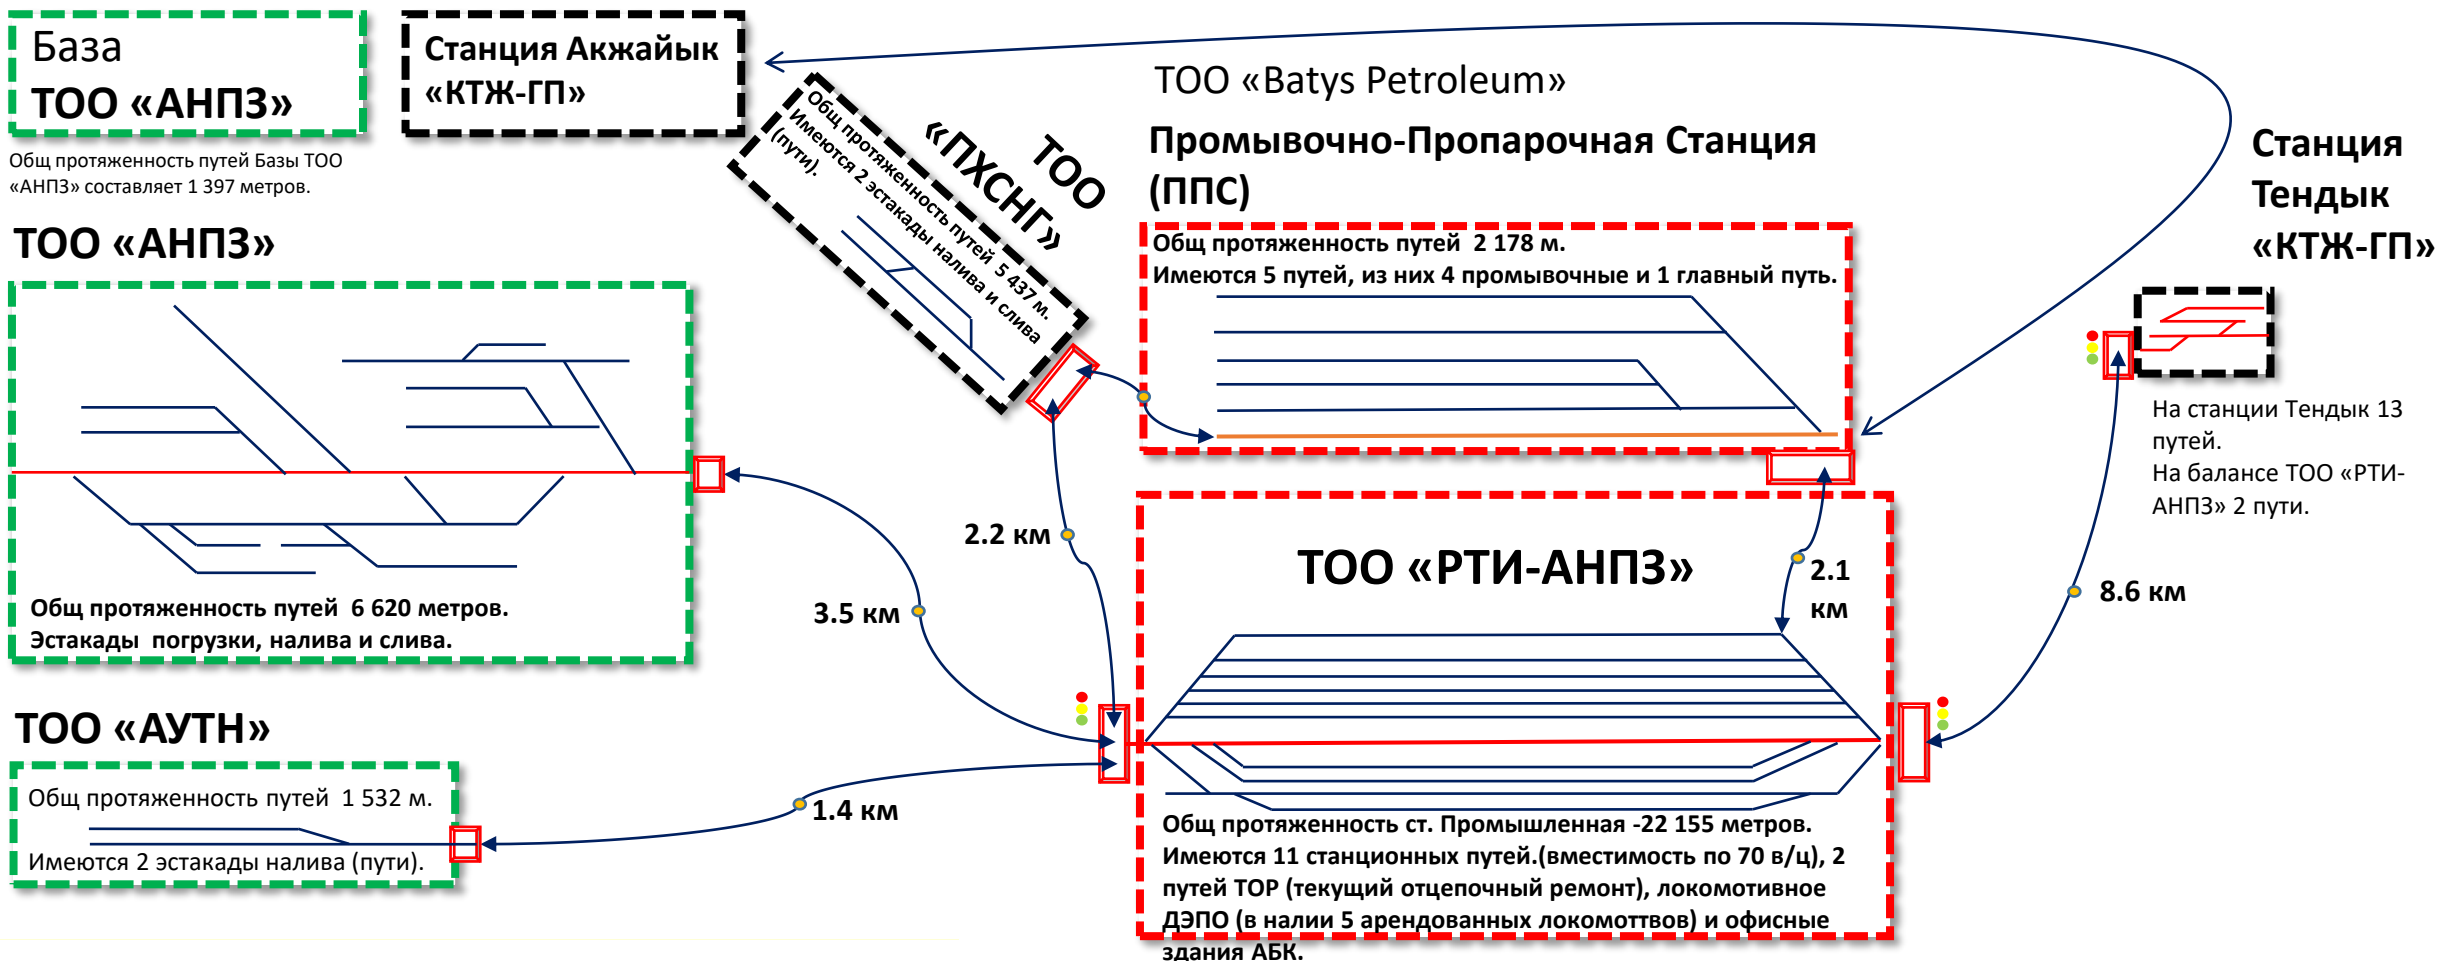 База
ТОО «АНПЗ»
Общ протяженность путей Базы ТОО
«АНПЗ» составляет 1 397 метров.
Станция Акжайык
«КТЖ-ГП»
ТОО
«ПХСНГ»
Общ протяженность путей 5 437 м.
Имеются 2 эстакады налива и слива
(пути).
ТОО «Batys Petroleum»
Промывочно-Пропарочная Станция
(ППС)
Общ протяженность путей 2 178 м.
Имеются 5 путей, из них 4 промывочные и 1 главный путь.
Станция
Тендык
«КТЖ-ГП»
На станции Тендык 13
путей.
На балансе ТОО «РТИ-
АНПЗ» 2 пути.
ТОО «АНПЗ»
Общ протяженность путей 6 620 метров.
Эстакады погрузки, налива и слива.
3.5 км
2.2 км
2.1
км
8.6 км
1.4 км
ТОО «АУТН»
Общ протяженность путей 1 532 м.
Имеются 2 эстакады налива (пути).
ТОО «РТИ-АНПЗ»
Общ протяженность ст. Промышленная -22 155 метров.
Имеются 11 станционных путей.(вместимость по 70 в/ц), 2
путей ТОР (текущий отцепочный ремонт), локомотивное
ДЭПО (в налии 5 арендованных локомоттвов) и офисные
здания АБК.